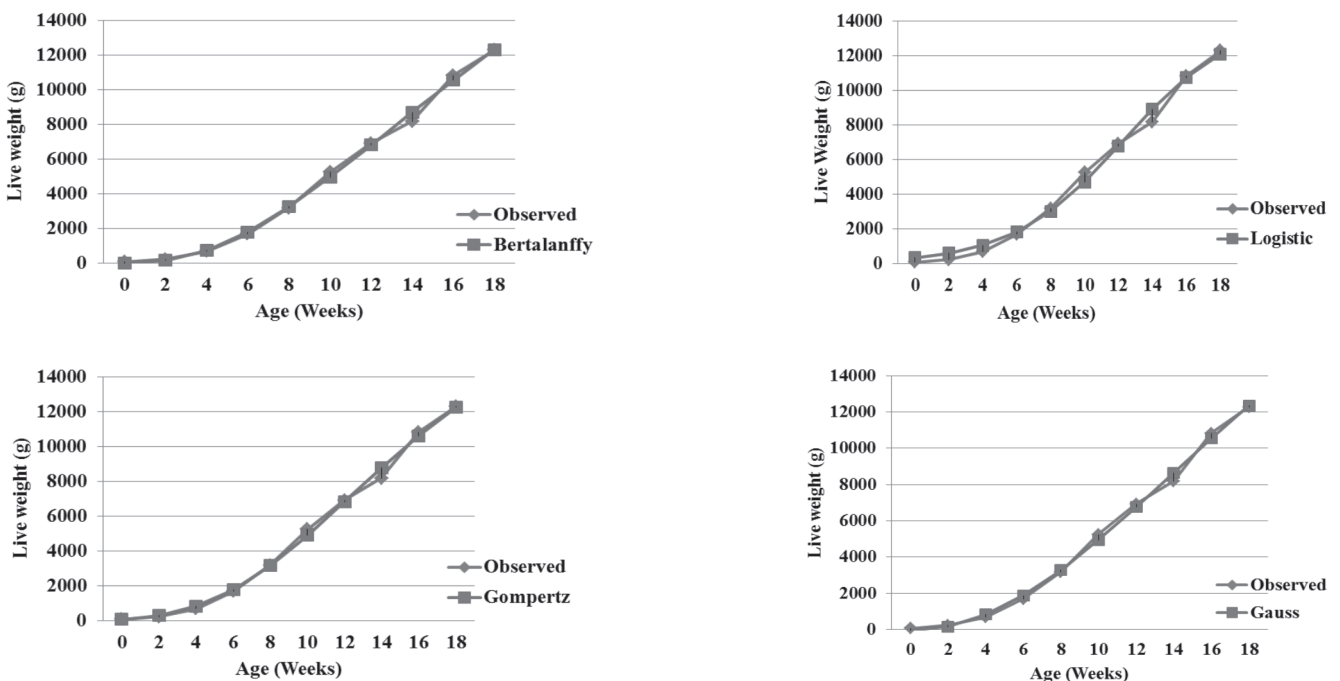 14000
12000
10000
8000
6000
4000
2000
0
Live weight (g)
Observed
Bertalanffy
0 2 4 6 8 10 12 14 16 18
Age (Weeks)
14000
12000
10000
8000
6000
4000
2000
0
Live Weight (g)
Observed
Logistic
0 2 4 6 8 10 12 14 16 18
Age (Weeks)
14000
12000
10000
8000
6000
4000
2000
0
Live weight (g)
Observed
Gompertz
0 2 4 6 8 10 12 14 16 18
Age (Weeks)
14000
12000
10000
8000
6000
4000
2000
0
Live weight (g)
Observed
Gauss
0 2 4 6 8 10 12 14 16 18
Age (Weeks)